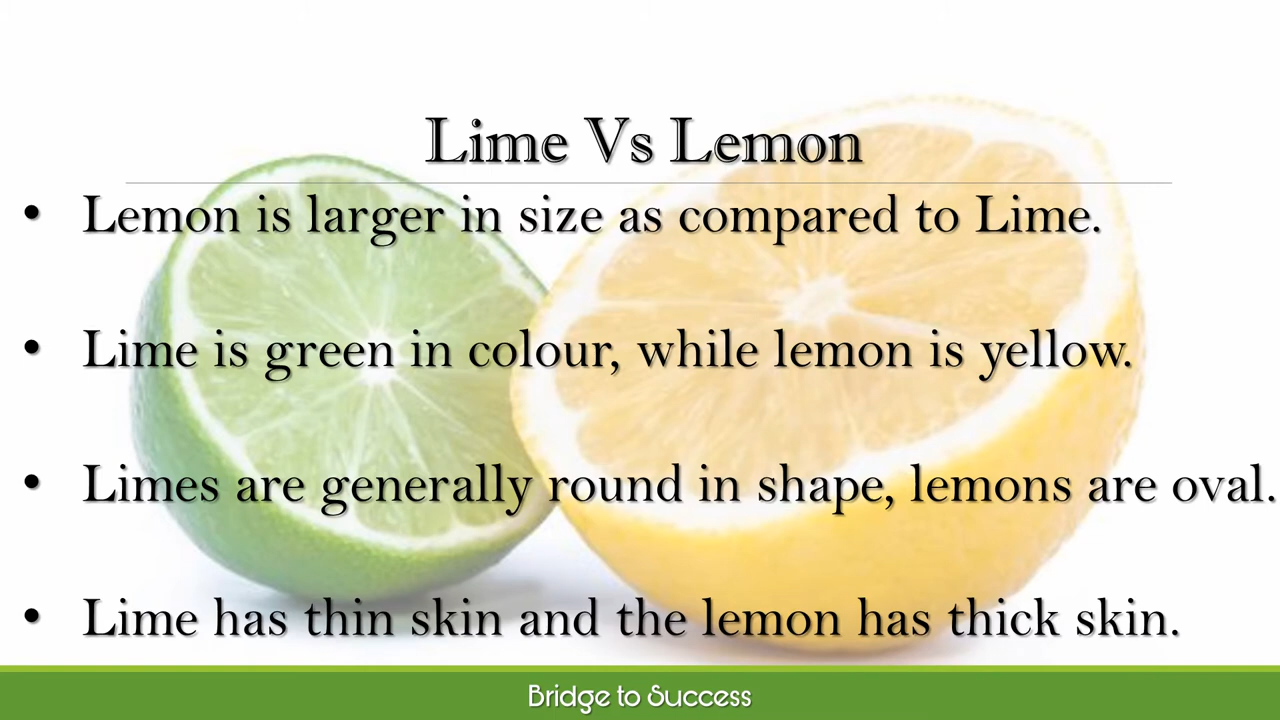 Lime Vs Lemon
• Lemon is larger in size as compared to Lime.
• Lime is green in colour, while lemon is yellow.
• Limes are generally round in shape, lemons are oval.
• Lime has thin skin and the lemon has thick skin.
Bridge to Success